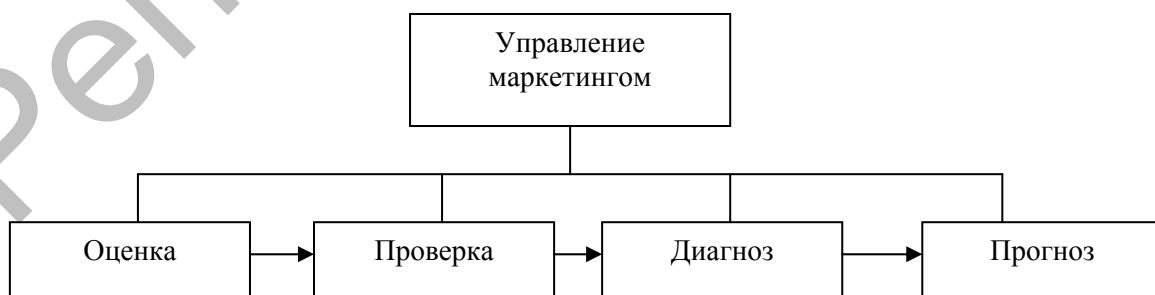 Управление
маркетингом
Оценка
Проверка
Диагноз
Прогноз